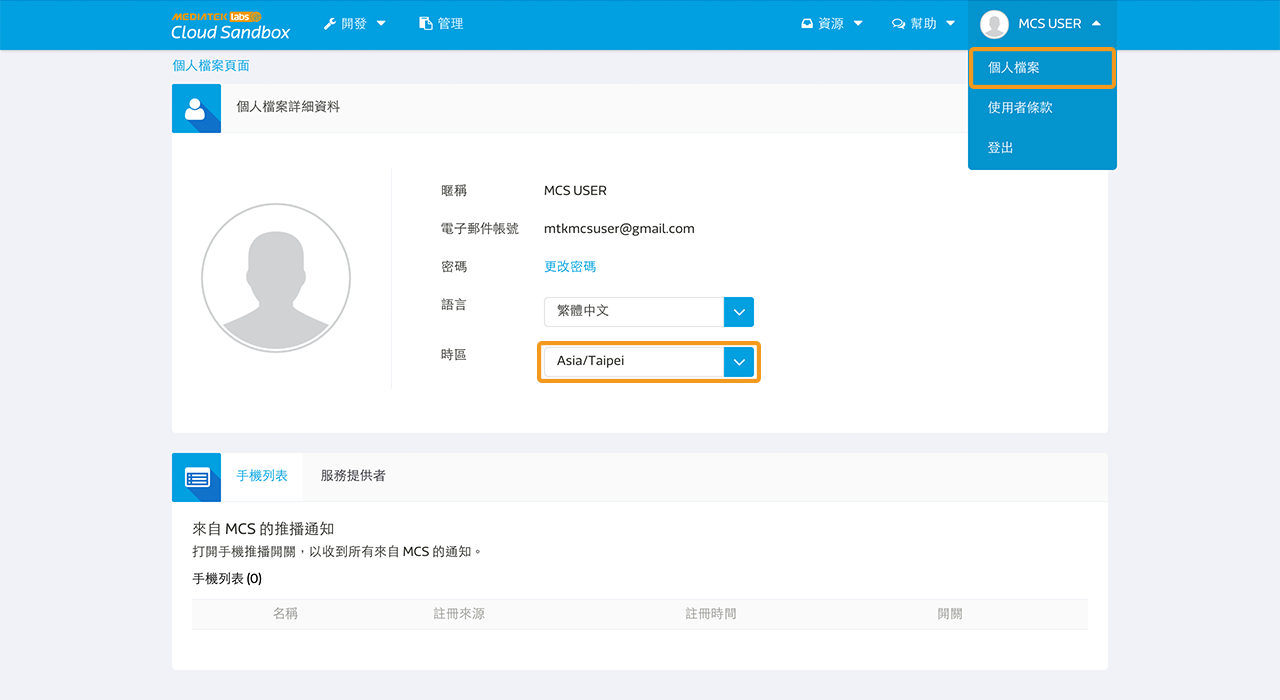 MEDIATEK labs
Cloud Sandbox
開發
管理
資源
幫助
MCS USER
個人檔案
使用者條款
登出
個人檔案頁面
個人檔案詳細資料
暱稱 MCS USER
電子郵件帳號 mtkmcsuser@gmail.com
密碼 更改密碼
語言 繁體中文
時區 Asia/Taipei
手機列表 服務提供者
來自 MCS 的推播通知
打開手機推播開關，以收到所有來自 MCS 的通知。
手機列表 (0)
名稱 註冊來源 註冊時間 開關